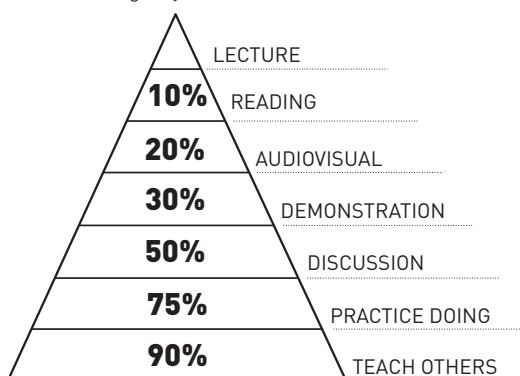 LECTURE
10% READING
20% AUDIOVISUAL
30% DEMONSTRATION
50% DISCUSSION
75% PRACTICE DOING
90% TEACH OTHERS